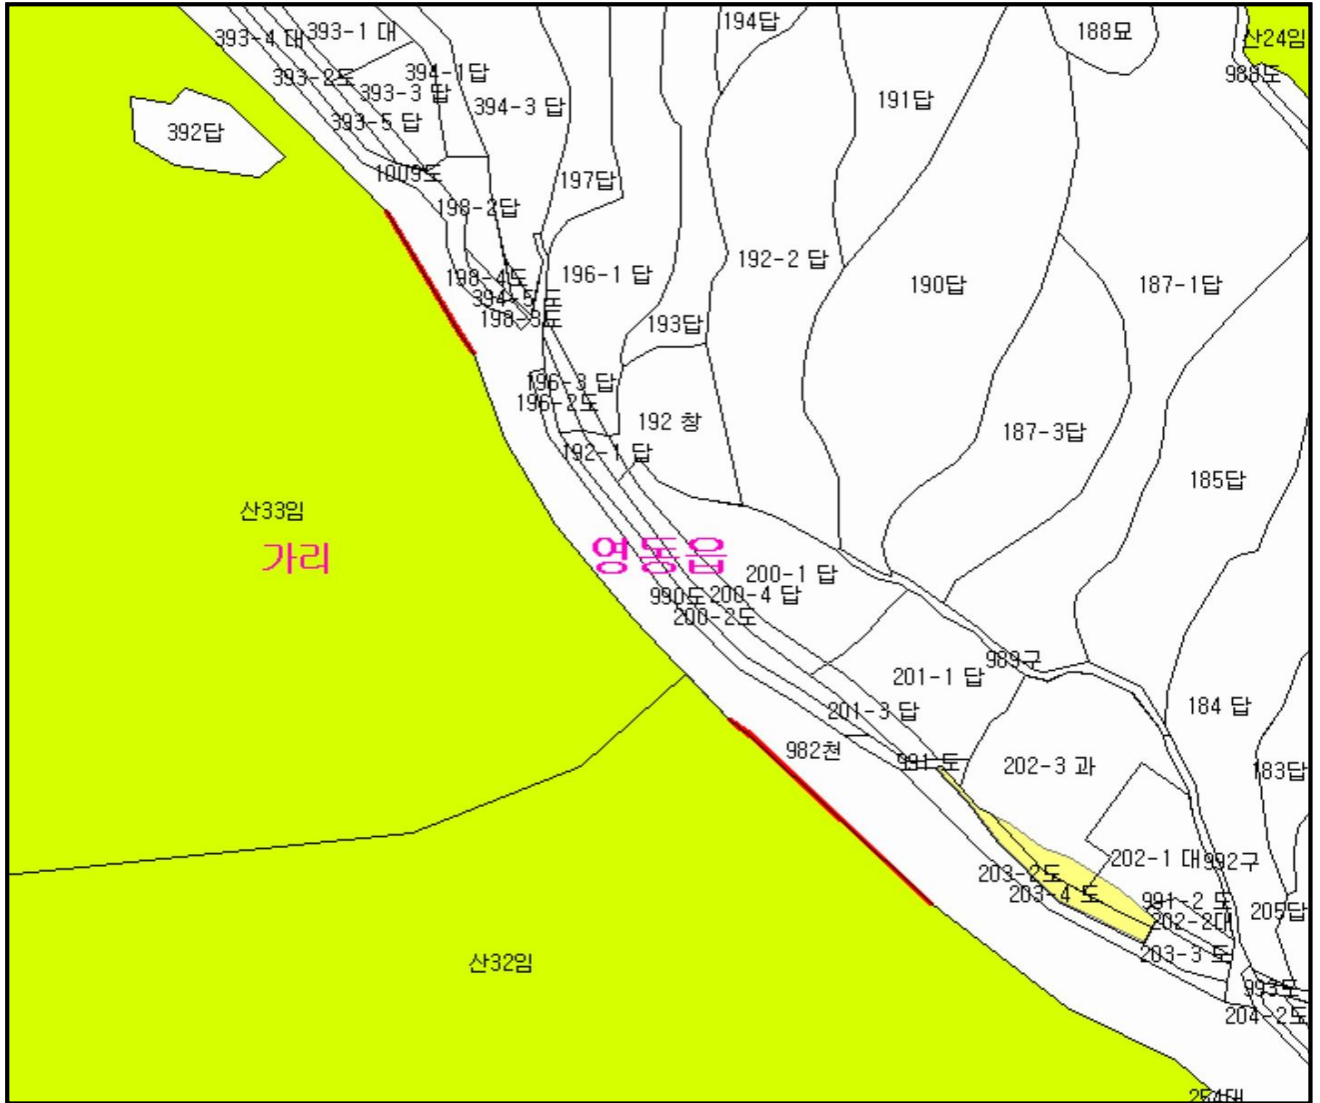 194답
188묘
산24임
393-4 대
393-1 대
988도
393-2도
394-1답
393-3 답
394-3 답
191답
393-5 답
392답
1009도
197답
198-2답
192-2 답
196-1 답
190답
187-1답
198-4도
394-5 도
198-3도
193답
196-3 답
196-2도
192 창
187-3답
192-1 답
185답
산33임
가리
영동읍
200-1 답
990도
200-4 답
200-2도
989구
201-1 답
184 답
201-3 답
982천
991 도
202-3 과
183답
202-1 대
992구
203-2도
203-4 도
991-2 도
202-2대
205답
203-3 도
산32임
993도
204-2도
254대